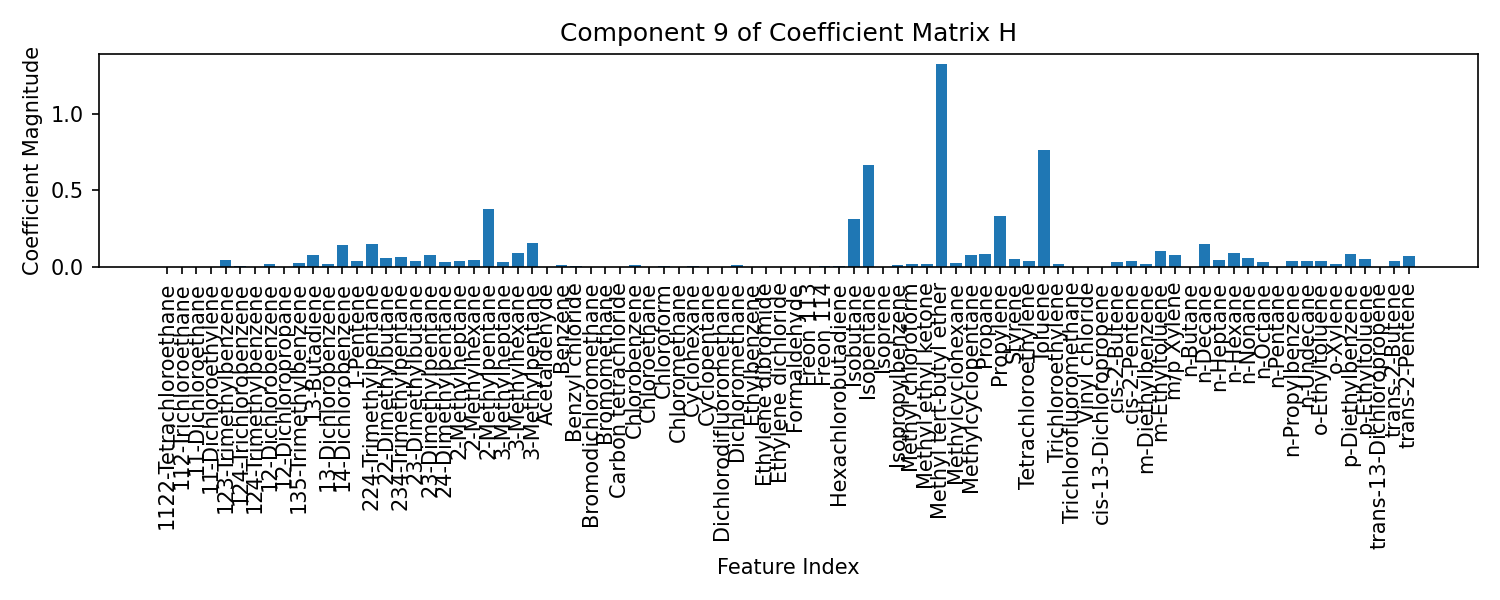 Component 9 of Coefficient Matrix H
Coefficient Magnitude
1.0
0.5
0.0
1122-Tetrachloroethane
112-Trichloroethane
11-Dichloroethane
11-Dichloroethylene
123-Trimethylbenzene
124-Trichlorobenzene
124-Trimethylbenzene
12-Dichlorobenzene
12-Dichloropropane
135-Trimethylbenzene
13-Butadiene
13-Dichlorobenzene
14-Dichlorobenzene
1-Pentene
224-Trimethylpentane
22-Dimethylbutane
234-Trimethylpentane
23-Dimethylbutane
23-Dimethylpentane
24-Dimethylpentane
2-Methylheptane
2-Methylhexane
2-Methylpentane
3-Methylheptane
3-Methylhexane
3-Methylpentane
Acetaldehyde
Benzene
Benzyl chloride
Bromodichloromethane
Bromomethane
Carbon tetrachloride
Chlorobenzene
Chloroethane
Chloroform
Chloromethane
Cyclohexane
Cyclopentane
Dichlorodifluoromethane
Dichloromethane
Ethylbenzene
Ethylene dibromide
Ethylene dichloride
Formaldehyde
Freon 113
Freon 114
Hexachlorobutadiene
Isobutane
Isopentane
Isoprene
Isopropylbenzene
Methyl chloroform
Methyl ethyl ketone
Methyl tert-butyl ether
Methylcyclohexane
Methylcyclopentane
Propane
Propylene
Styrene
Tetrachloroethylene
Toluene
Trichloroethylene
Trichlorofluoromethane
Vinyl chloride
cis-13-Dichloropropene
cis-2-Butene
cis-2-Pentene
m-Diethylbenzene
m-Ethyltoluene
m/p Xylene
n-Butane
n-Decane
n-Heptane
n-Hexane
n-Nonane
n-Octane
n-Pentane
n-Propylbenzene
n-Undecane
o-Ethyltoluene
o-Xylene
p-Diethylbenzene
p-Ethyltoluene
trans-13-Dichloropropene
trans-2-Butene
trans-2-Pentene
Feature Index